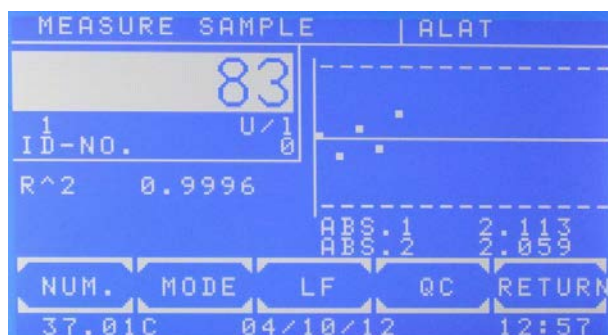 MEASURE SAMPLE | ALAT
83
1 U/l
ID-NO. 0
R^2 0.9996
ABS.1 2.113
ABS.2 2.059
NUM. MODE LF QC RETURN
37.01C 04/10/12 12:57